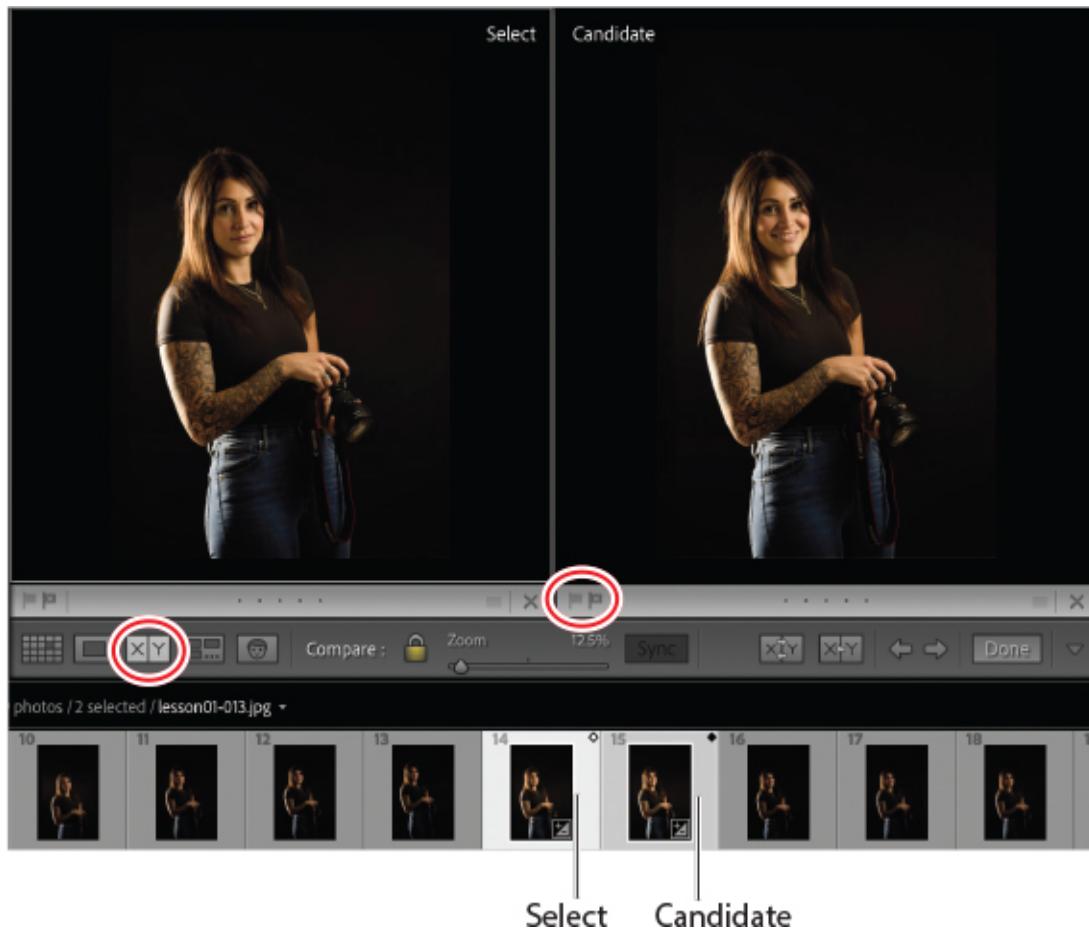 Select
Candidate
X Y
Compare :
Zoom
12.5%
Sync
X Y
X Y
Done
photos / 2 selected / lesson01-013.jpg
10
11
12
13
14
15
16
17
18
Select
Candidate